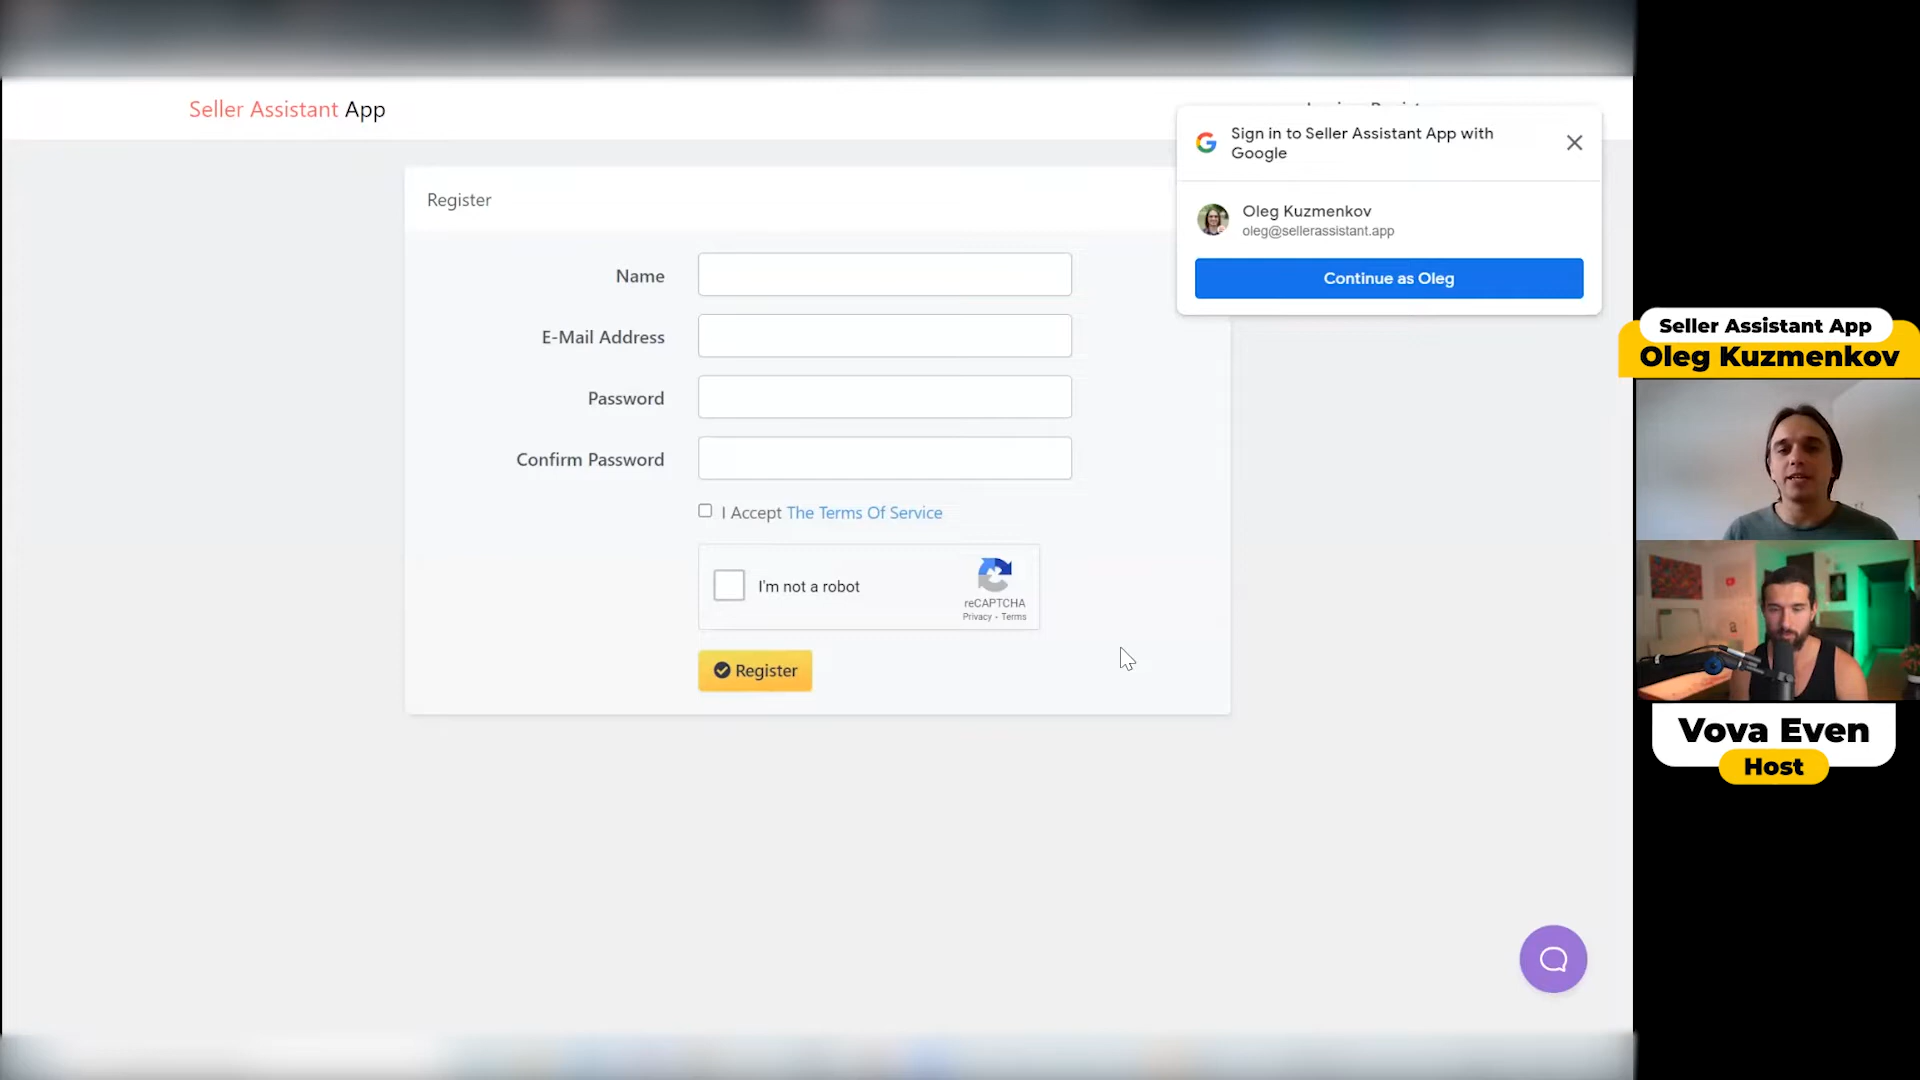 Seller Assistant App
Sign in to Seller Assistant App with
Google
Oleg Kuzmenkov
oleg@sellerassistant.app
Continue as Oleg
Register
Name
E-Mail Address
Password
Confirm Password
I Accept The Terms Of Service
I'm not a robot
reCAPTCHA
Privacy - Terms
Register
Seller Assistant App
Oleg Kuzmenkov
Vova Even
Host